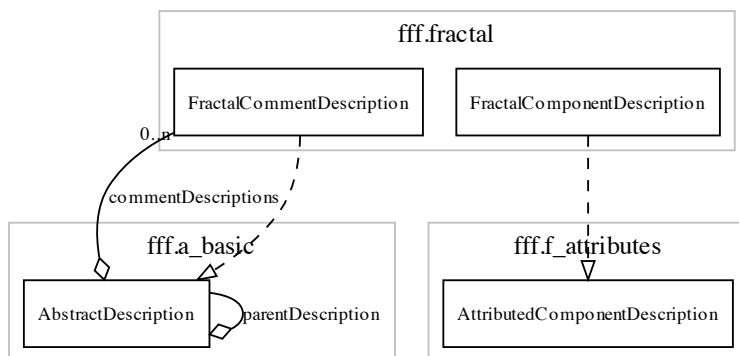 fff.fractal
FractalCommentDescription
FractalComponentDescription
0..n
commentDescriptions
fff.a_basic
fff.f_attributes
AbstractDescription
parentDescription
AttributedComponentDescription